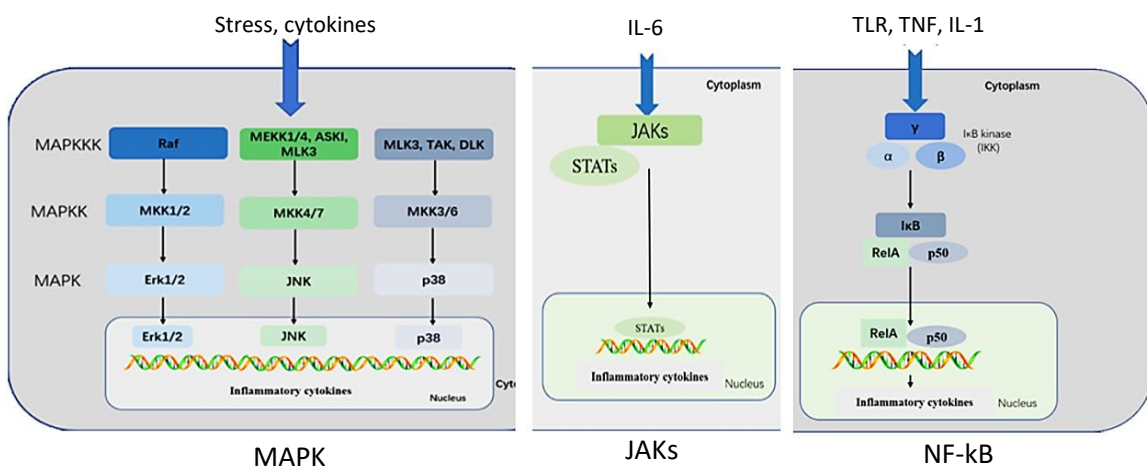 Stress, cytokines
MAPKKK
Raf
MEKK1/4, ASKI,
MLK3
MLK3, TAK, DLK
MAPKK
MKK1/2
MKK4/7
MKK3/6
MAPK
Erk1/2
JNK
p38
Erk1/2
JNK
p38
Inflammatory cytokines
Nucleus
Cyto
MAPK
IL-6
Cytoplasm
JAKs
STATs
STATs
Inflammatory cytokines
Nucleus
JAKs
TLR, TNF, IL-1
Cytoplasm
γ
α
β
IκB kinase
(IKK)
IκB
RelA
p50
RelA
p50
Inflammatory cytokines
Nucleus
NF-kB